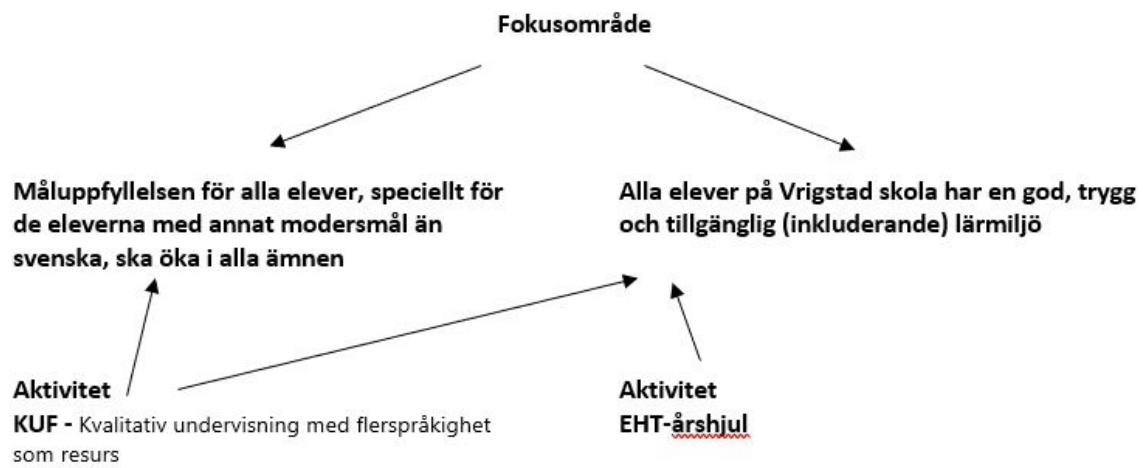 Fokusområde
Måluppfyllelsen för alla elever, speciellt för
de eleverna med annat modersmål än
svenska, ska öka i alla ämnen
Alla elever på Vrigstad skola har en god, trygg
och tillgänglig (inkluderande) lärmiljö
Aktivitet
KUF - Kvalitativ undervisning med flerspråkighet
som resurs
Aktivitet
EHT-årshjul